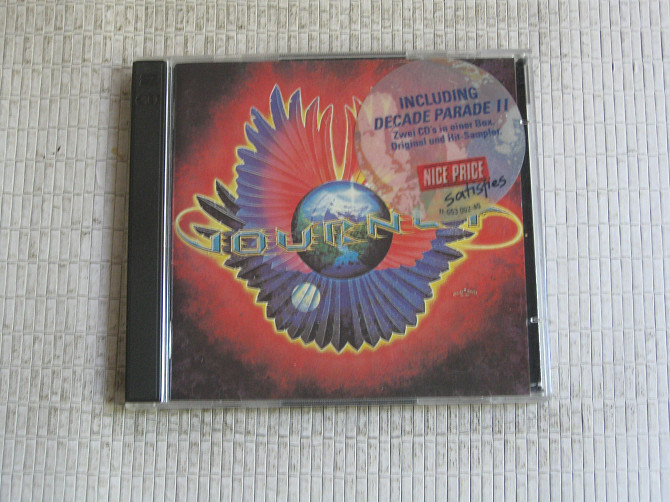 INCLUDING
DECADE PARADE II
Zwei CD's in einer Box.
Original und Hit-Sampler.
NICE PRICE
satisfies
JOURNEY